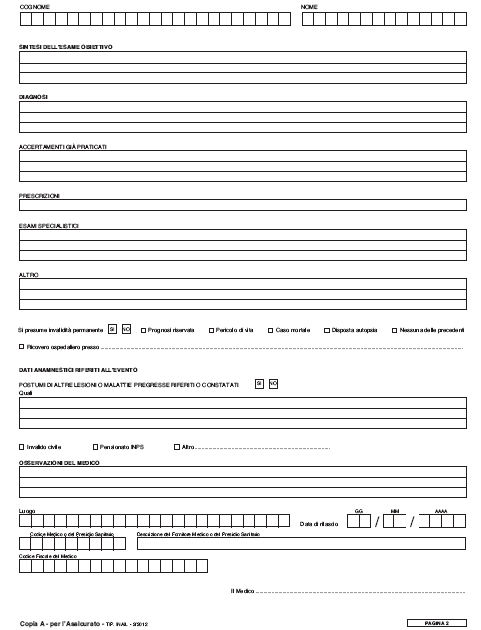 COGNOME NOME
SINTESI DELL'ESAME OBIETTIVO
DIAGNOSI
ACCERTAMENTI GIÀ PRATICATI
PRESCRIZIONI
ESAMI SPECIALISTICI
ALTRO
Si presume invalidità permanente SI NO Prognosi riservata Pericolo di vita Caso mortale Disposta autopsia Nessuna delle precedenti
Ricovero ospedaliero presso
DATI ANAMNESTICI RIFERITI ALL'EVENTO
POSTUMI DI ALTRE LESIONI O MALATTIE PREGRESSE RIFERITI O CONSTATATI SI NO
Quali
Invalido civile Pensionato INPS Altro
OSSERVAZIONI DEL MEDICO
Luogo GG MM AAAA
Data di rilascio / /
Codice Medico o del Presidio Sanitario Descrizione del Fornitore Medico o del Presidio Sanitario
Codice Fiscale del Medico
Il Medico
Copia A - per l'Assicurato - TIP. INAIL - 9/2012 PAGINA 2